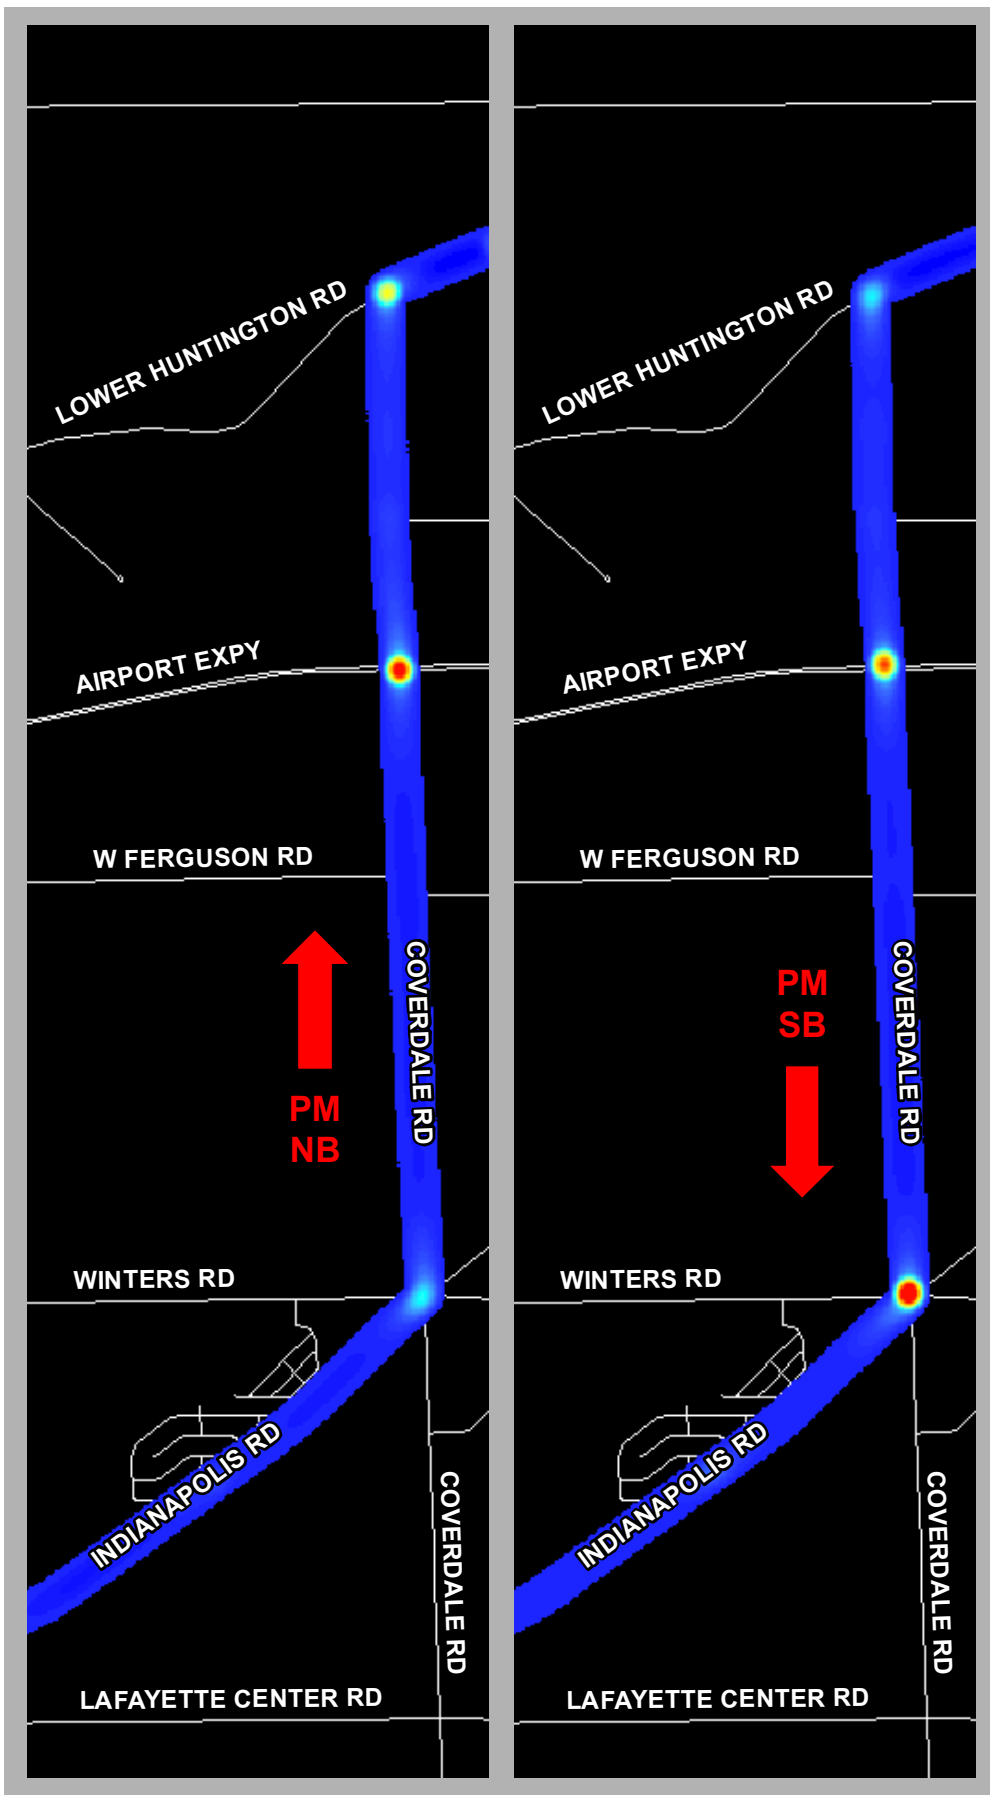 LOWER HUNTINGTON RD
AIRPORT EXPY
W FERGUSON RD
COVERDALE RD
PM
NB
WINTERS RD
INDIANAPOLIS RD
COVERDALE RD
LAFAYETTE CENTER RD
LOWER HUNTINGTON RD
AIRPORT EXPY
W FERGUSON RD
COVERDALE RD
PM
SB
WINTERS RD
INDIANAPOLIS RD
COVERDALE RD
LAFAYETTE CENTER RD